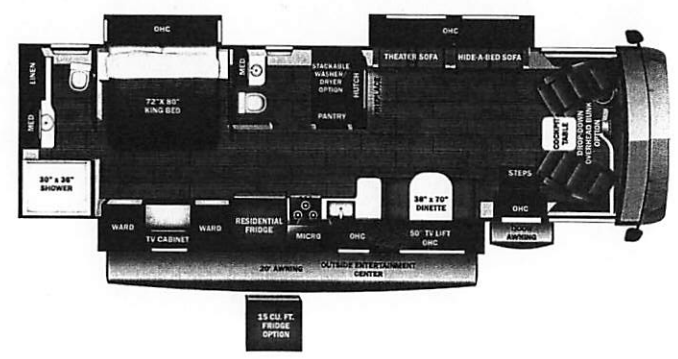 OHC
OHC
LINEN
MED
THEATER SOFA
HIDE-A-BED SOFA
STACKABLE
WASHER/
DRYER
OPTION
HUTCH
FIREPLACE
72"X 80"
KING BED
MED
PANTRY
COCKPIT
TABLE
DROP-DOWN
OVERHEAD BUNK
OPTION
30" x 36"
SHOWER
STEPS
38" x 70"
DINETTE
WARD
TV CABINET
WARD
RESIDENTIAL
FRIDGE
MICRO
OHC
50" TV LIFT
OHC
OHC
DOOR
AWNING
20' AWNING
OUTSIDE ENTERTAINMENT
CENTER
15 CU. FT.
FRIDGE
OPTION